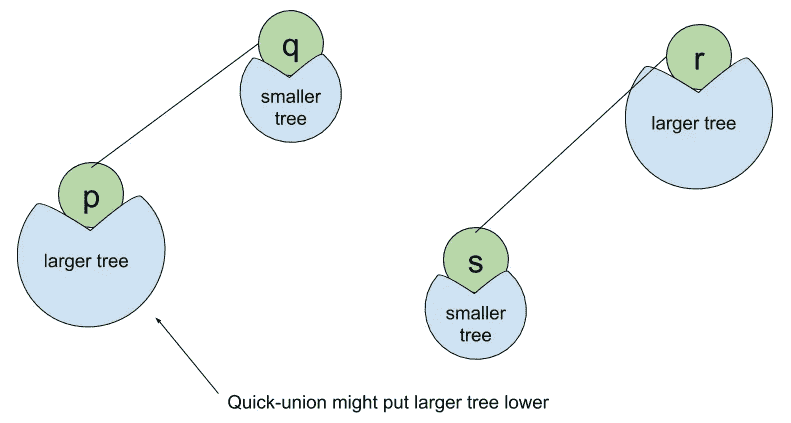 q
smaller
tree
p
larger tree
r
larger tree
s
smaller
tree
Quick-union might put larger tree lower